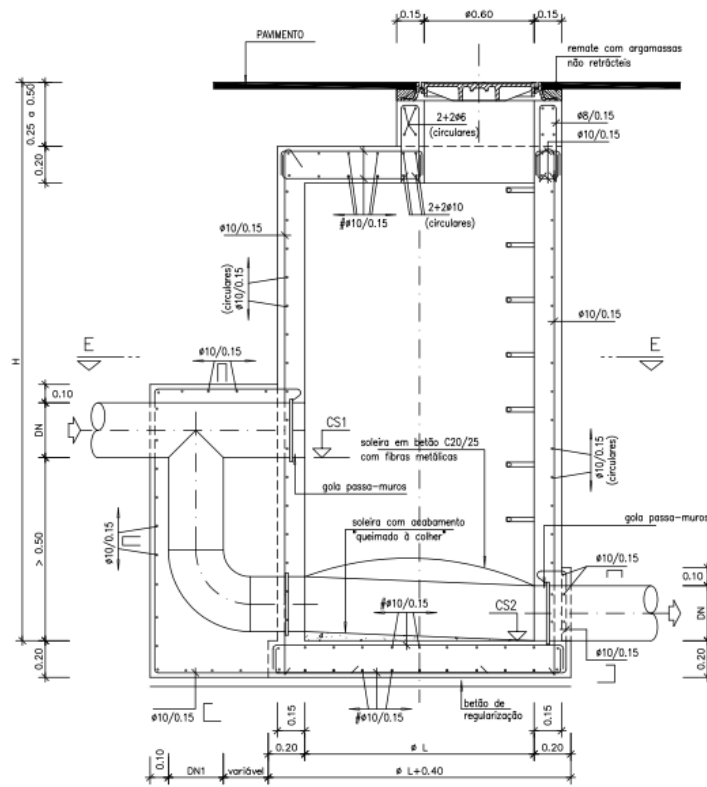 0.15
ø0.60
0.15
PAVIMENTO
remate com argamassas
não retrácteis
0.25 a 0.50
2+2ø6
(circulares)
ø8/0.15
ø10/0.15
0.20
2+2ø10
(circulares)
#ø10/0.15
ø10/0.15
(circulares)
ø10/0.15
ø10/0.15
H
E
E
ø10/0.15
0.10
DN
CS1
soleira em betão C20/25
com fibras metálicas
ø10/0.15
(circulares)
gola passa-muros
gola passa-muros
> 0.50
ø10/0.15
soleira com acabamento
"queimado à colher"
ø10/0.15
0.10
#ø10/0.15
CS2
DN
0.20
ø10/0.15
0.20
ø10/0.15
#ø10/0.15
betão de
regularização
0.15
0.15
0.10
0.20
ø L
0.20
DN1
variável
ø L+0.40